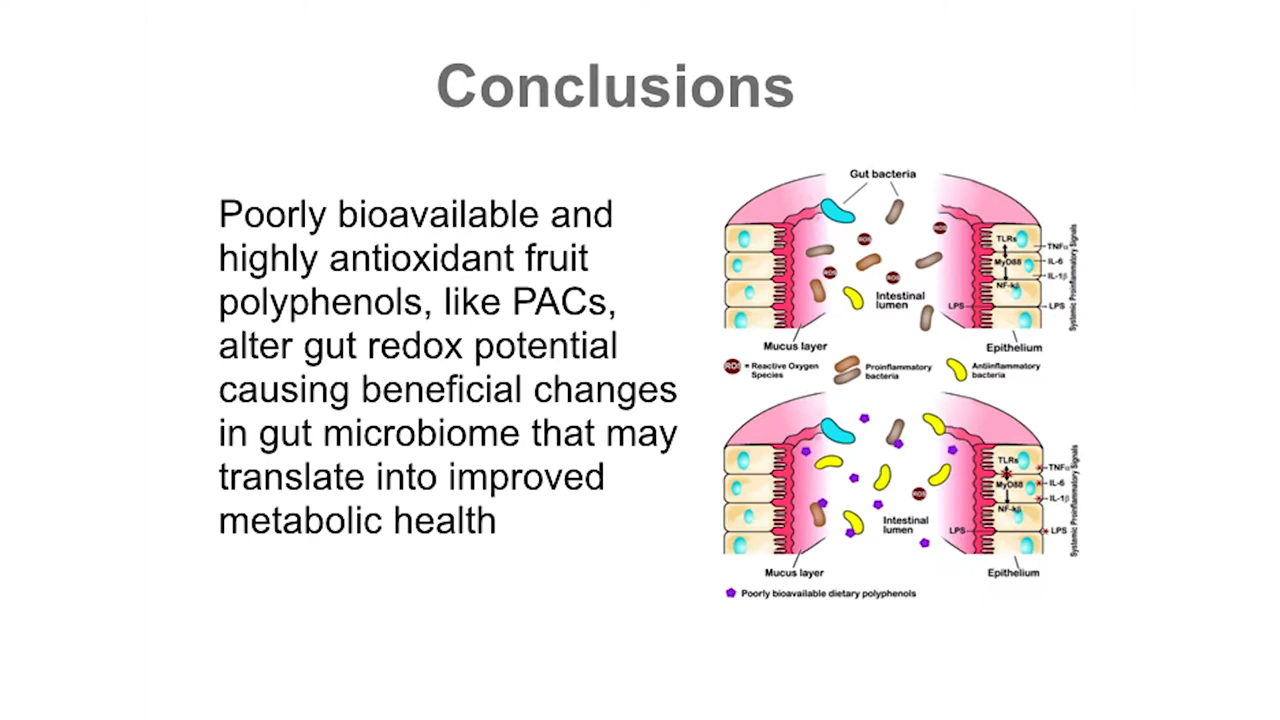 Conclusions
Poorly bioavailable and
highly antioxidant fruit
polyphenols, like PACs,
alter gut redox potential
causing beneficial changes
in gut microbiome that may
translate into improved
metabolic health
Gut bacteria
ROS
ROS
ROS
ROS
TLRs
TNFα
MyD88
IL-6
IL-1β
NF-kβ
Intestinal
lumen
LPS
LPS
Systemic Proinflammatory Signals
Mucus layer
Epithelium
ROS
= Reactive Oxygen
Species
Proinflammatory
bacteria
Antiinflammatory
bacteria
TLRs
TNFα
MyD88
IL-6
IL-1β
ROS
NF-kβ
Intestinal
lumen
LPS
LPS
Systemic Proinflammatory Signals
Mucus layer
Epithelium
Poorly bioavailable dietary polyphenols